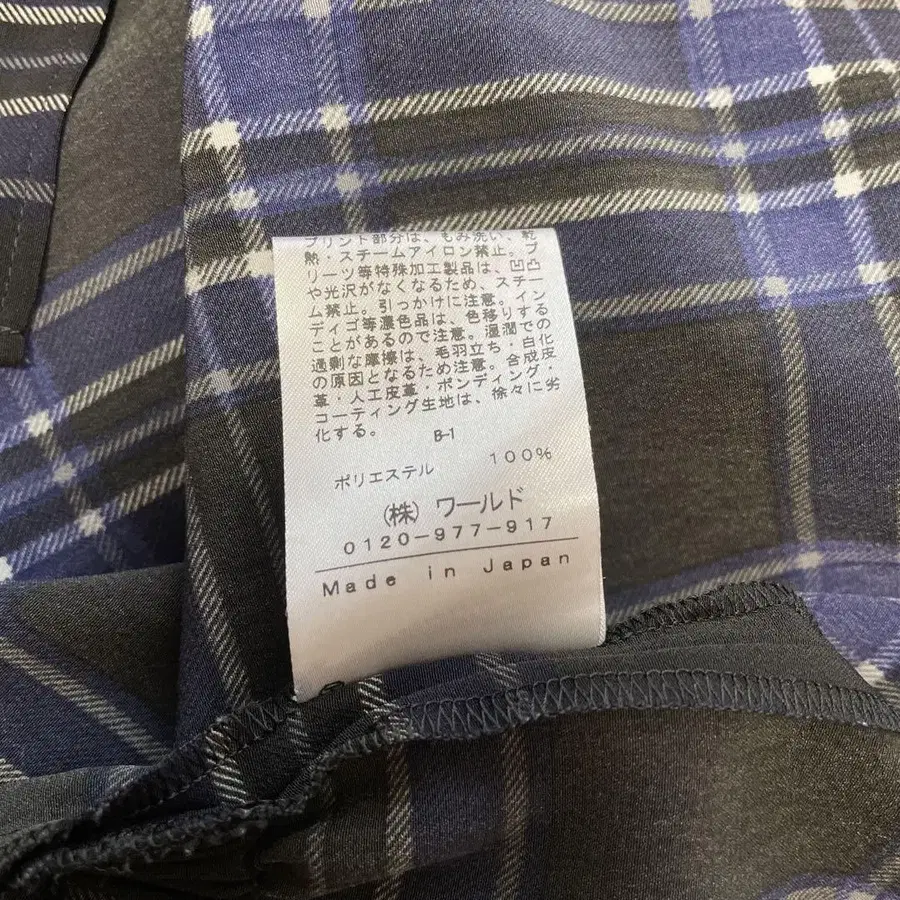 プリント部分は、もみ洗い、乾
熱・スチームアイロン禁止。プ
リーツ等特殊加工製品は、凹凸
や光沢がなくなるため、スチー
ム禁止。引っかけに注意。イン
ディゴ等濃色品は、色移りする
ことがあるので注意。湿潤での
過剰な摩擦は、毛羽立ち・白化
の原因となるため注意。合成皮
革・人工皮革・ボンディング・
コーティング生地は、徐々に劣
化する。
B-1
ポリエステル 100%
(株)ワールド
0120-977-917
Made in Japan